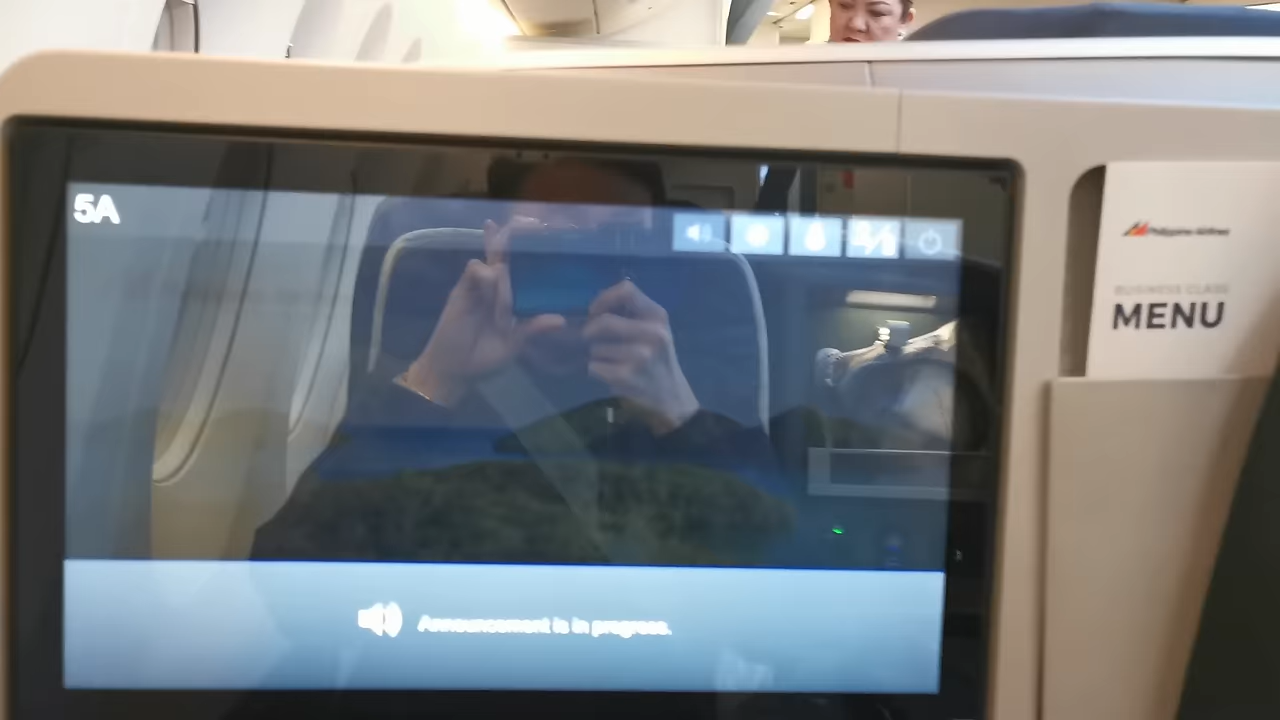 5A
Philippine Airlines
BUSINESS CLASS
MENU
Announcement is in progress.